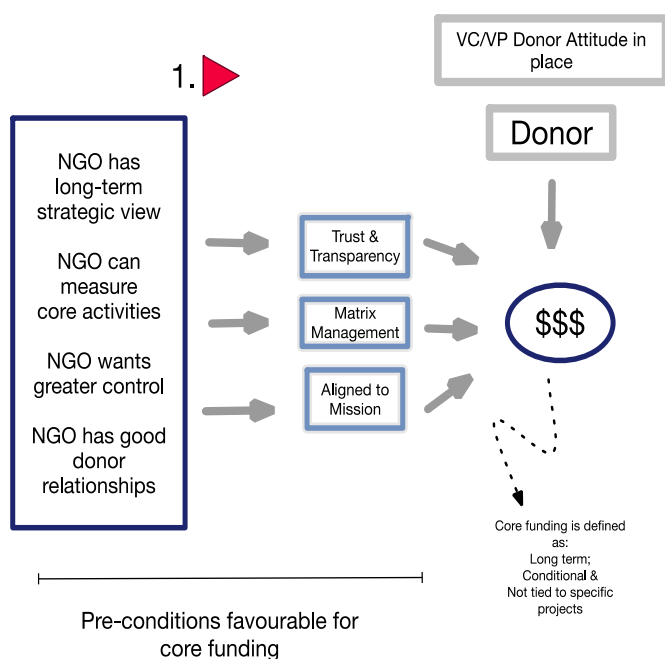 1.
VC/VP Donor Attitude in
place
Donor
NGO has
long-term
strategic view
NGO can
measure
core activities
NGO wants
greater control
NGO has good
donor
relationships
Trust &
Transparency
Matrix
Management
Aligned to
Mission
$$$
Core funding is defined
as:
Long term;
Conditional &
Not tied to specific
projects
Pre-conditions favourable for
core funding